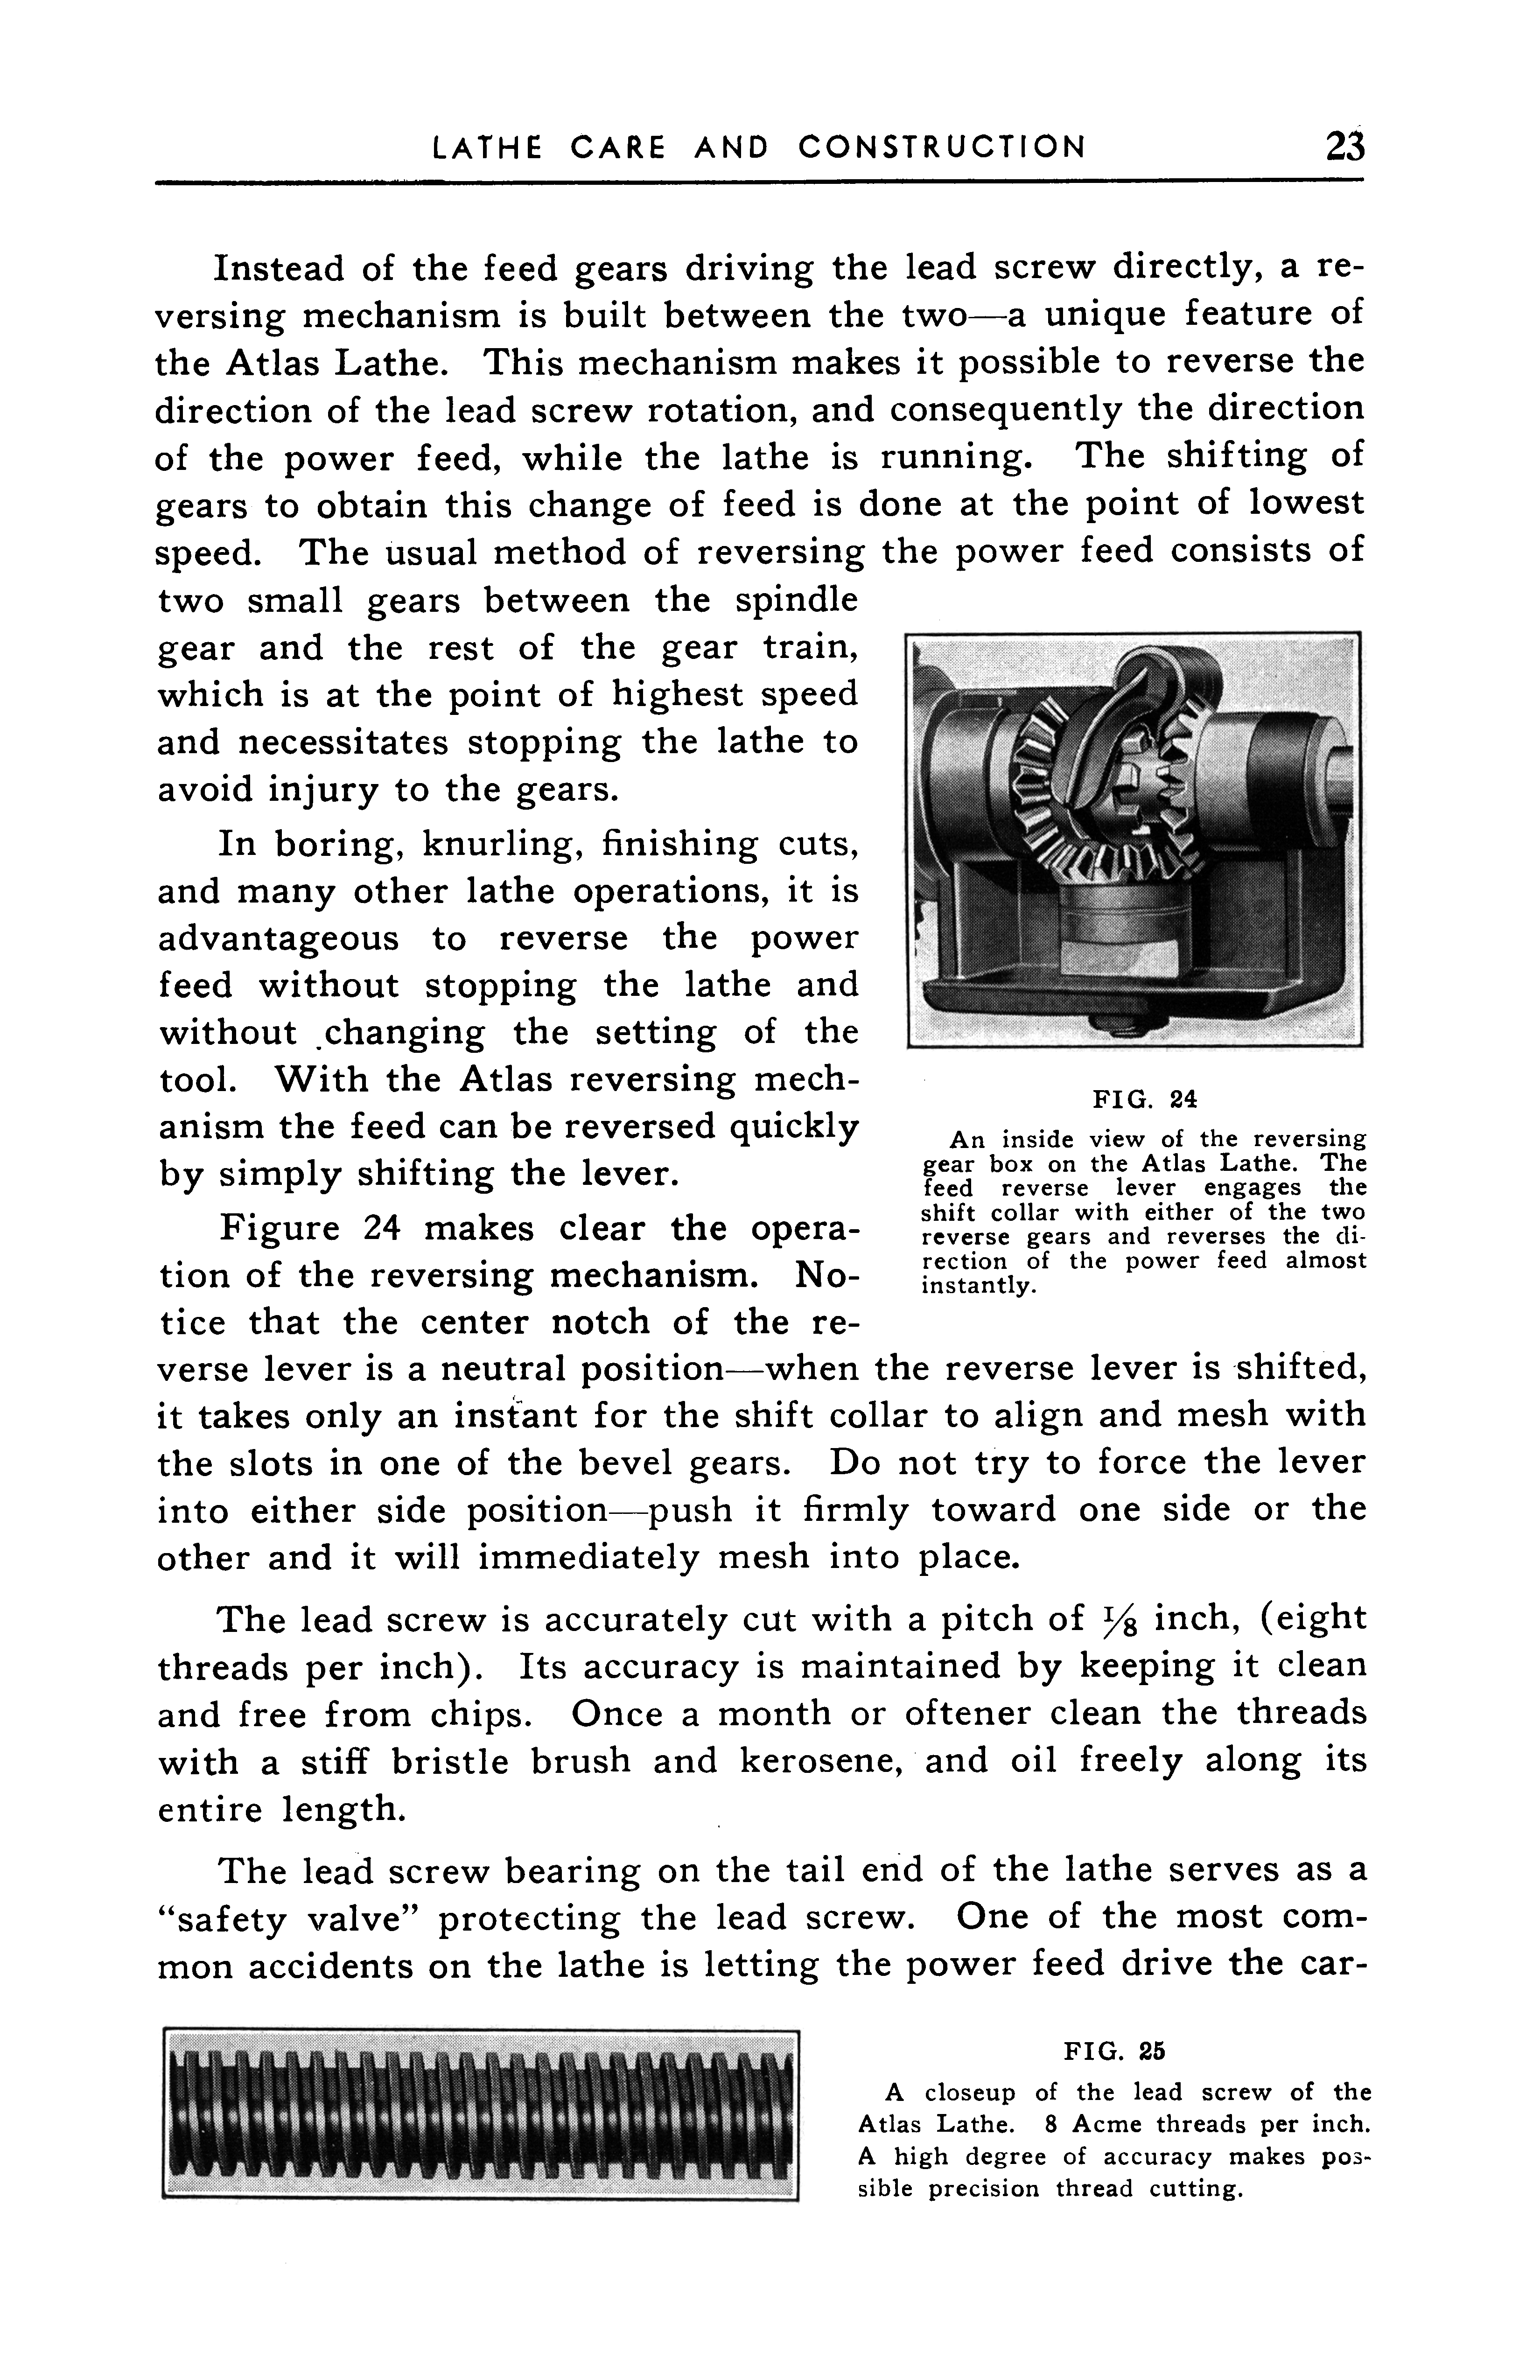 LATHE CARE AND CONSTRUCTION 23
Instead of the feed gears driving the lead screw directly, a re-
versing mechanism is built between the two—a unique feature of
the Atlas Lathe. This mechanism makes it possible to reverse the
direction of the lead screw rotation, and consequently the direction
of the power feed, while the lathe is running. The shifting of
gears to obtain this change of feed is done at the point of lowest
speed. The usual method of reversing the power feed consists of
two small gears between the spindle
gear and the rest of the gear train,
which is at the point of highest speed
and necessitates stopping the lathe to
avoid injury to the gears.
In boring, knurling, finishing cuts,
and many other lathe operations, it is
advantageous to reverse the power
feed without stopping the lathe and
without changing the setting of the
tool. With the Atlas reversing mech-
anism the feed can be reversed quickly
by simply shifting the lever.
Figure 24 makes clear the opera-
tion of the reversing mechanism. No-
tice that the center notch of the re-
verse lever is a neutral position—when the reverse lever is shifted,
it takes only an instant for the shift collar to align and mesh with
the slots in one of the bevel gears. Do not try to force the lever
into either side position—push it firmly toward one side or the
other and it will immediately mesh into place.
FIG. 24
An inside view of the reversing
gear box on the Atlas Lathe. The
feed reverse lever engages the
shift collar with either of the two
reverse gears and reverses the di-
rection of the power feed almost
instantly.
The lead screw is accurately cut with a pitch of ⅛ inch, (eight
threads per inch). Its accuracy is maintained by keeping it clean
and free from chips. Once a month or oftener clean the threads
with a stiff bristle brush and kerosene, and oil freely along its
entire length.
The lead screw bearing on the tail end of the lathe serves as a
“safety valve” protecting the lead screw. One of the most com-
mon accidents on the lathe is letting the power feed drive the car-
FIG. 25
A closeup of the lead screw of the
Atlas Lathe. 8 Acme threads per inch.
A high degree of accuracy makes pos-
sible precision thread cutting.